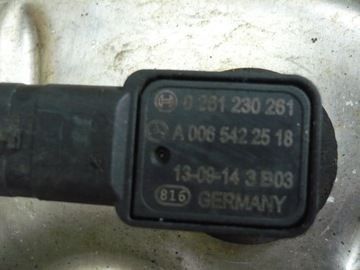 0 261 230 261
A 006 542 25 18
13-09-14 3 B03
816 GERMANY